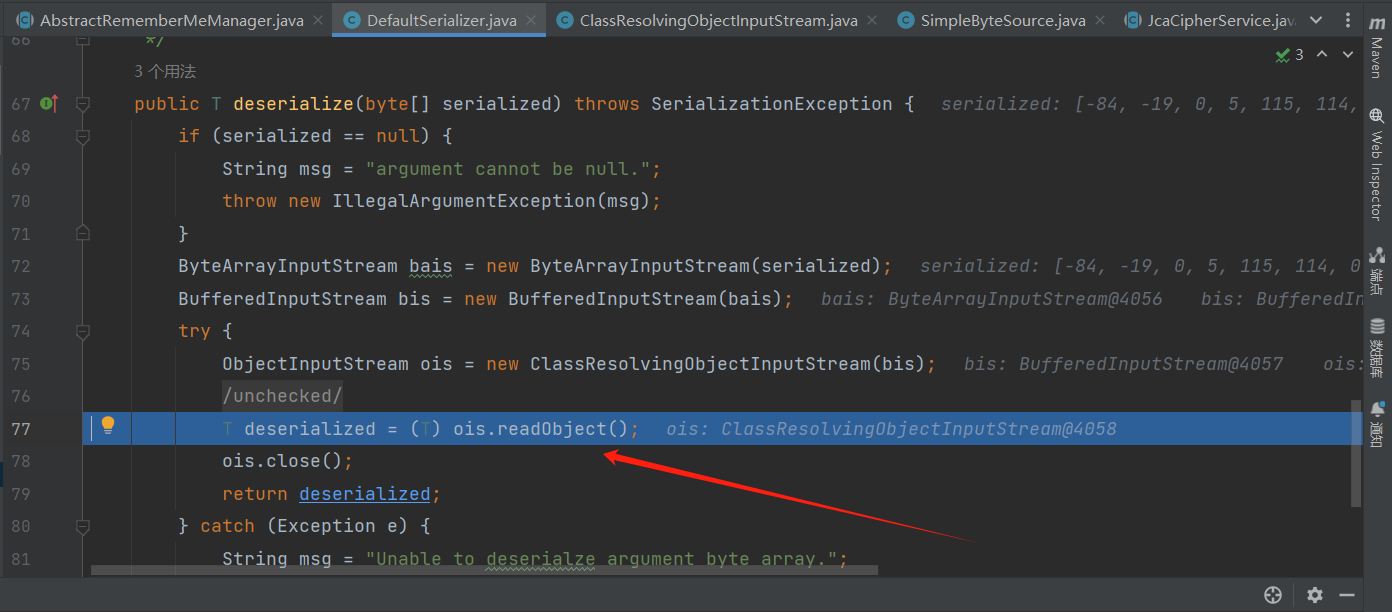 AbstractRememberMeManager.java DefaultSerializer.java ClassResolvingObjectInputStream.java SimpleByteSource.java JcaCipherService.jav
m Maven
66 */
3
3 个用法
67 public T deserialize(byte[] serialized) throws SerializationException { serialized: [-84, -19, 0, 5, 115, 114,
68 if (serialized == null) {
69 String msg = "argument cannot be null.";
70 throw new IllegalArgumentException(msg);
Web Inspector
71 }
72 ByteArrayInputStream bais = new ByteArrayInputStream(serialized); serialized: [-84, -19, 0, 5, 115, 114, 0
端点
73 BufferedInputStream bis = new BufferedInputStream(bais); bais: ByteArrayInputStream@4056 bis: BufferedIn
74 try {
数据库
75 ObjectInputStream ois = new ClassResolvingObjectInputStream(bis); bis: BufferedInputStream@4057 ois:
76 /unchecked/
77 T deserialized = (T) ois.readObject(); ois: ClassResolvingObjectInputStream@4058
通知
78 ois.close();
79 return deserialized;
80 } catch (Exception e) {
81 String msg = "Unable to deserialze argument byte array.";